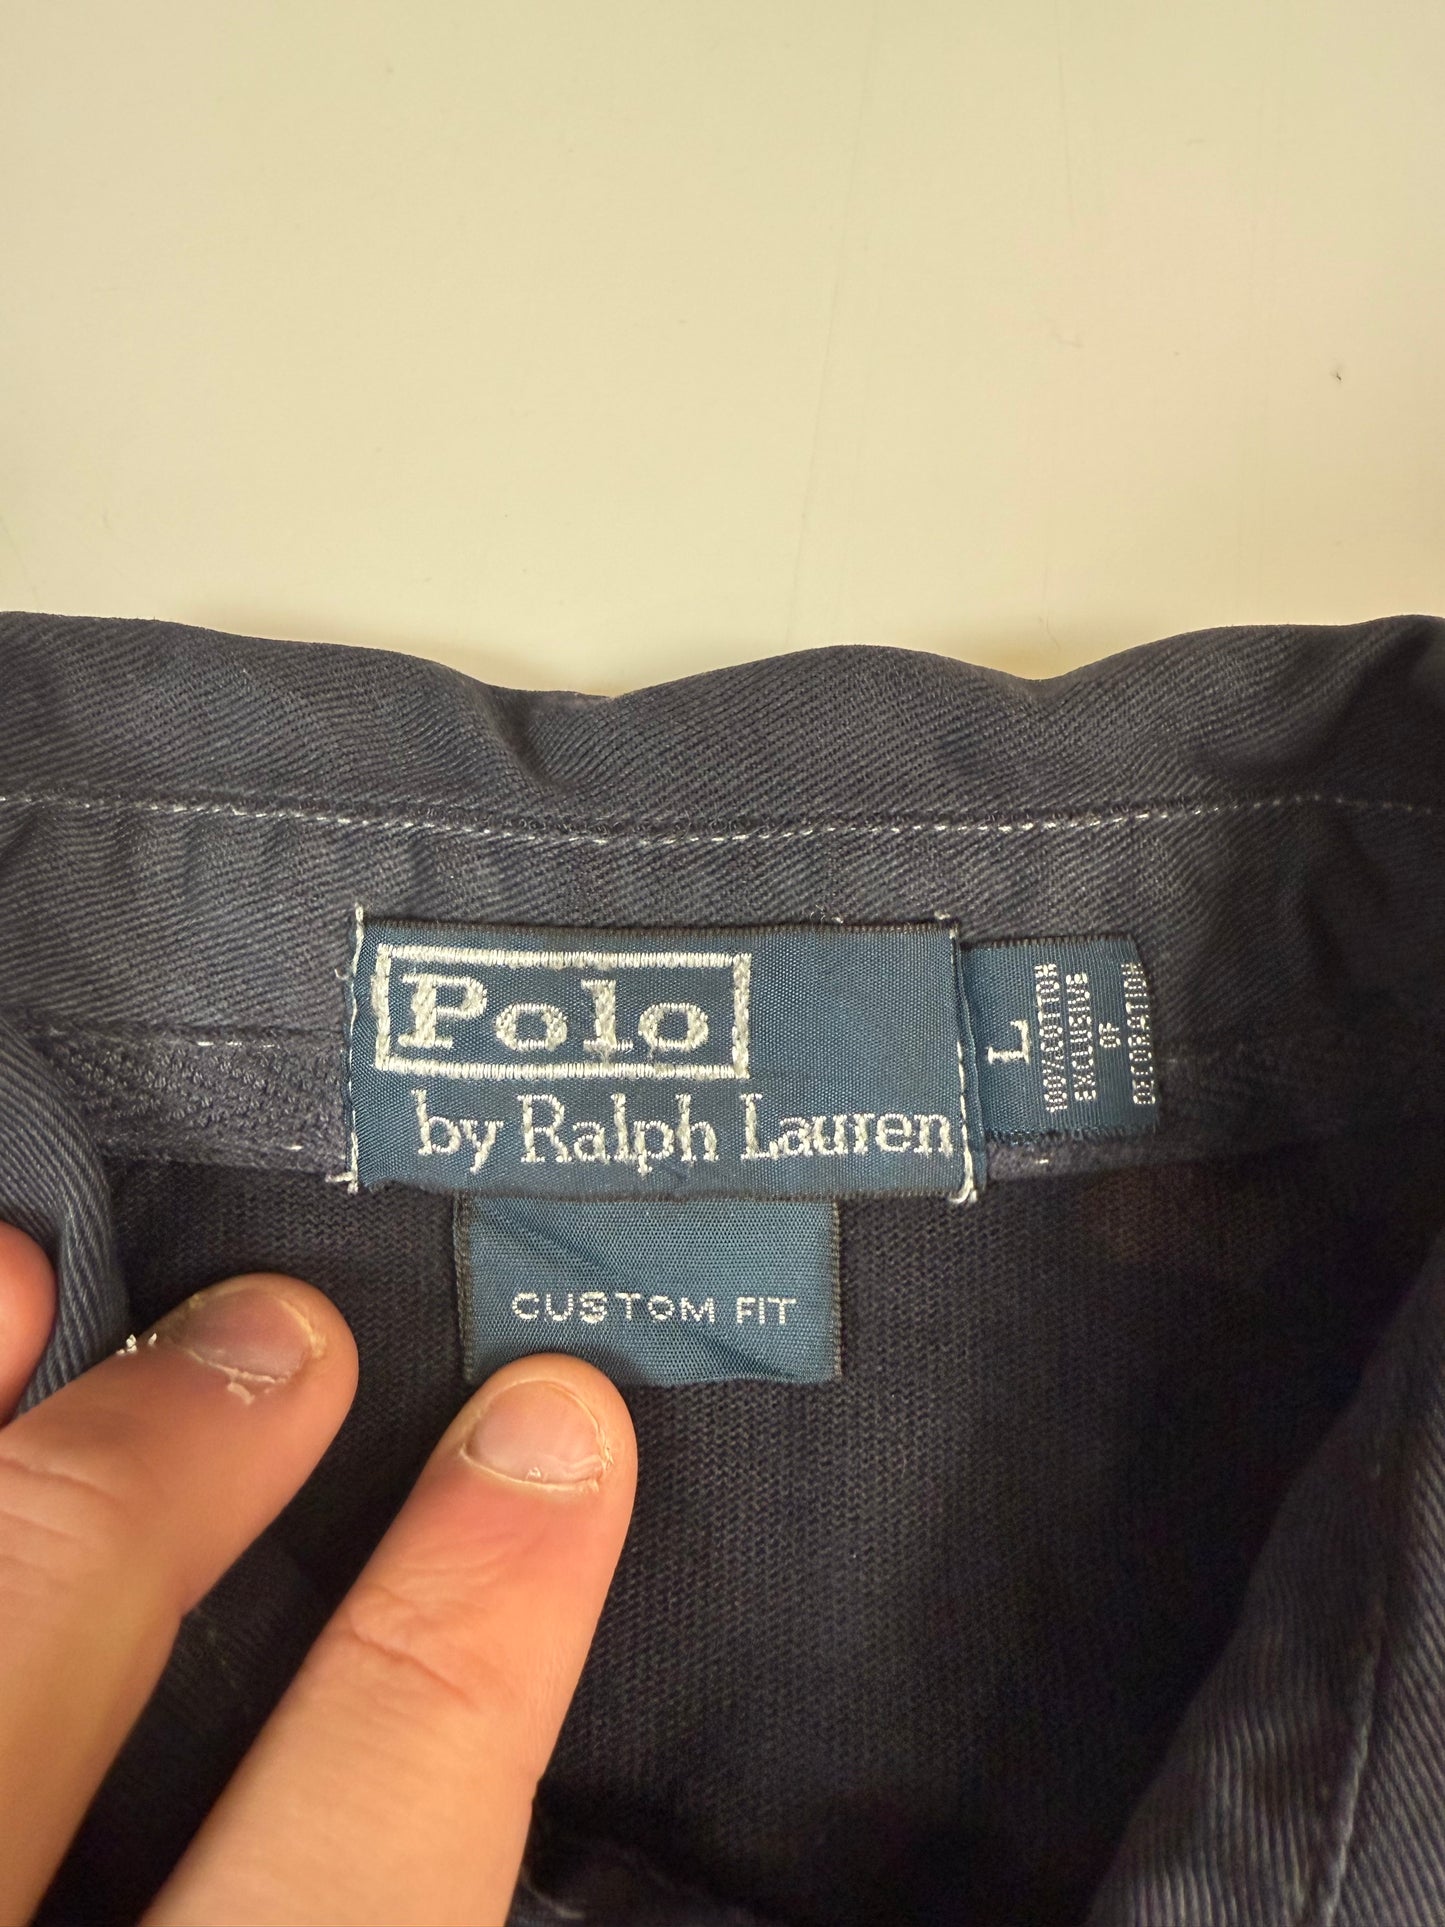 Polo
by Ralph Lauren
L
100% COTTON
EXCLUSIVE
OF
DECORATION
CUSTOM FIT